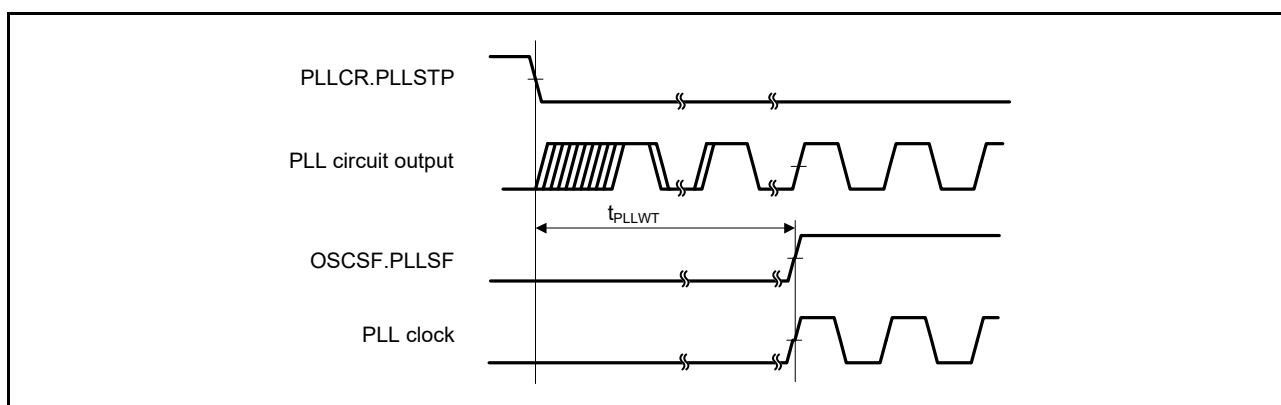 PLLCR.PLLSTP
PLL circuit output
tPLLWT
OSCSF.PLLSF
PLL clock